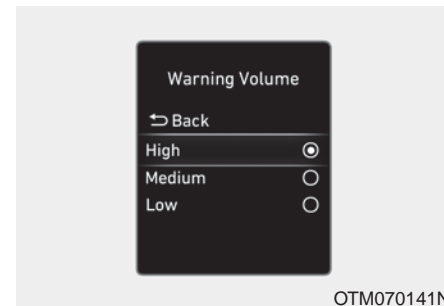 Warning Volume
Back
High
Medium
Low
OTM070141N